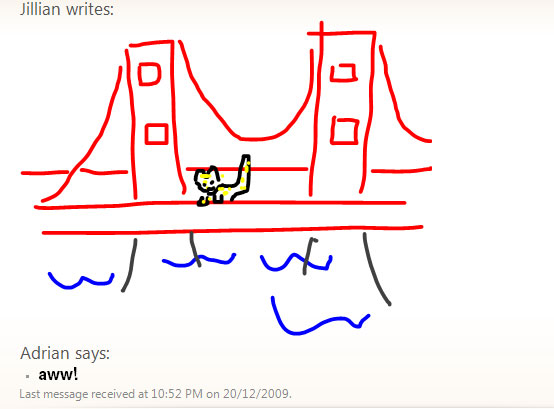 Jillian writes:
Adrian says:
aww!
Last message received at 10:52 PM on 20/12/2009.